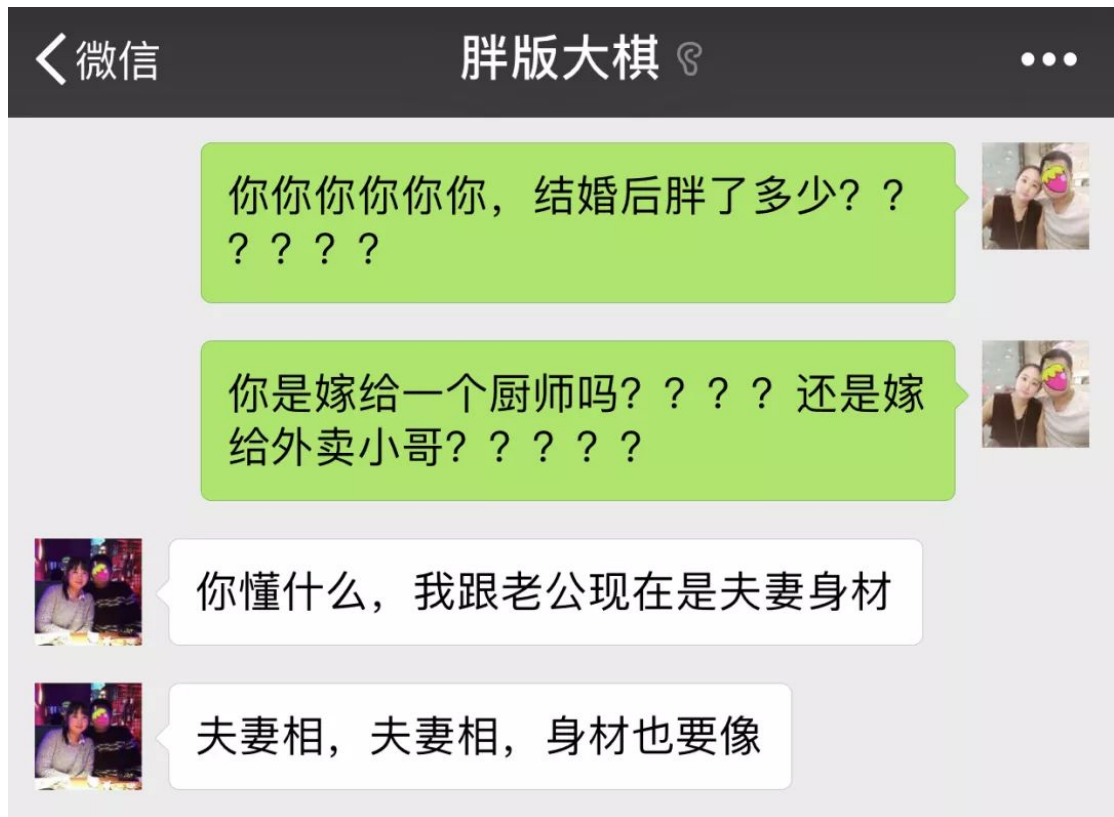 微信
胖版大棋
你你你你你你，结婚后胖了多少？？
？？？？
你是嫁给一个厨师吗？？？？还是嫁
给外卖小哥？？？？？
你懂什么，我跟老公现在是夫妻身材
夫妻相，夫妻相，身材也要像